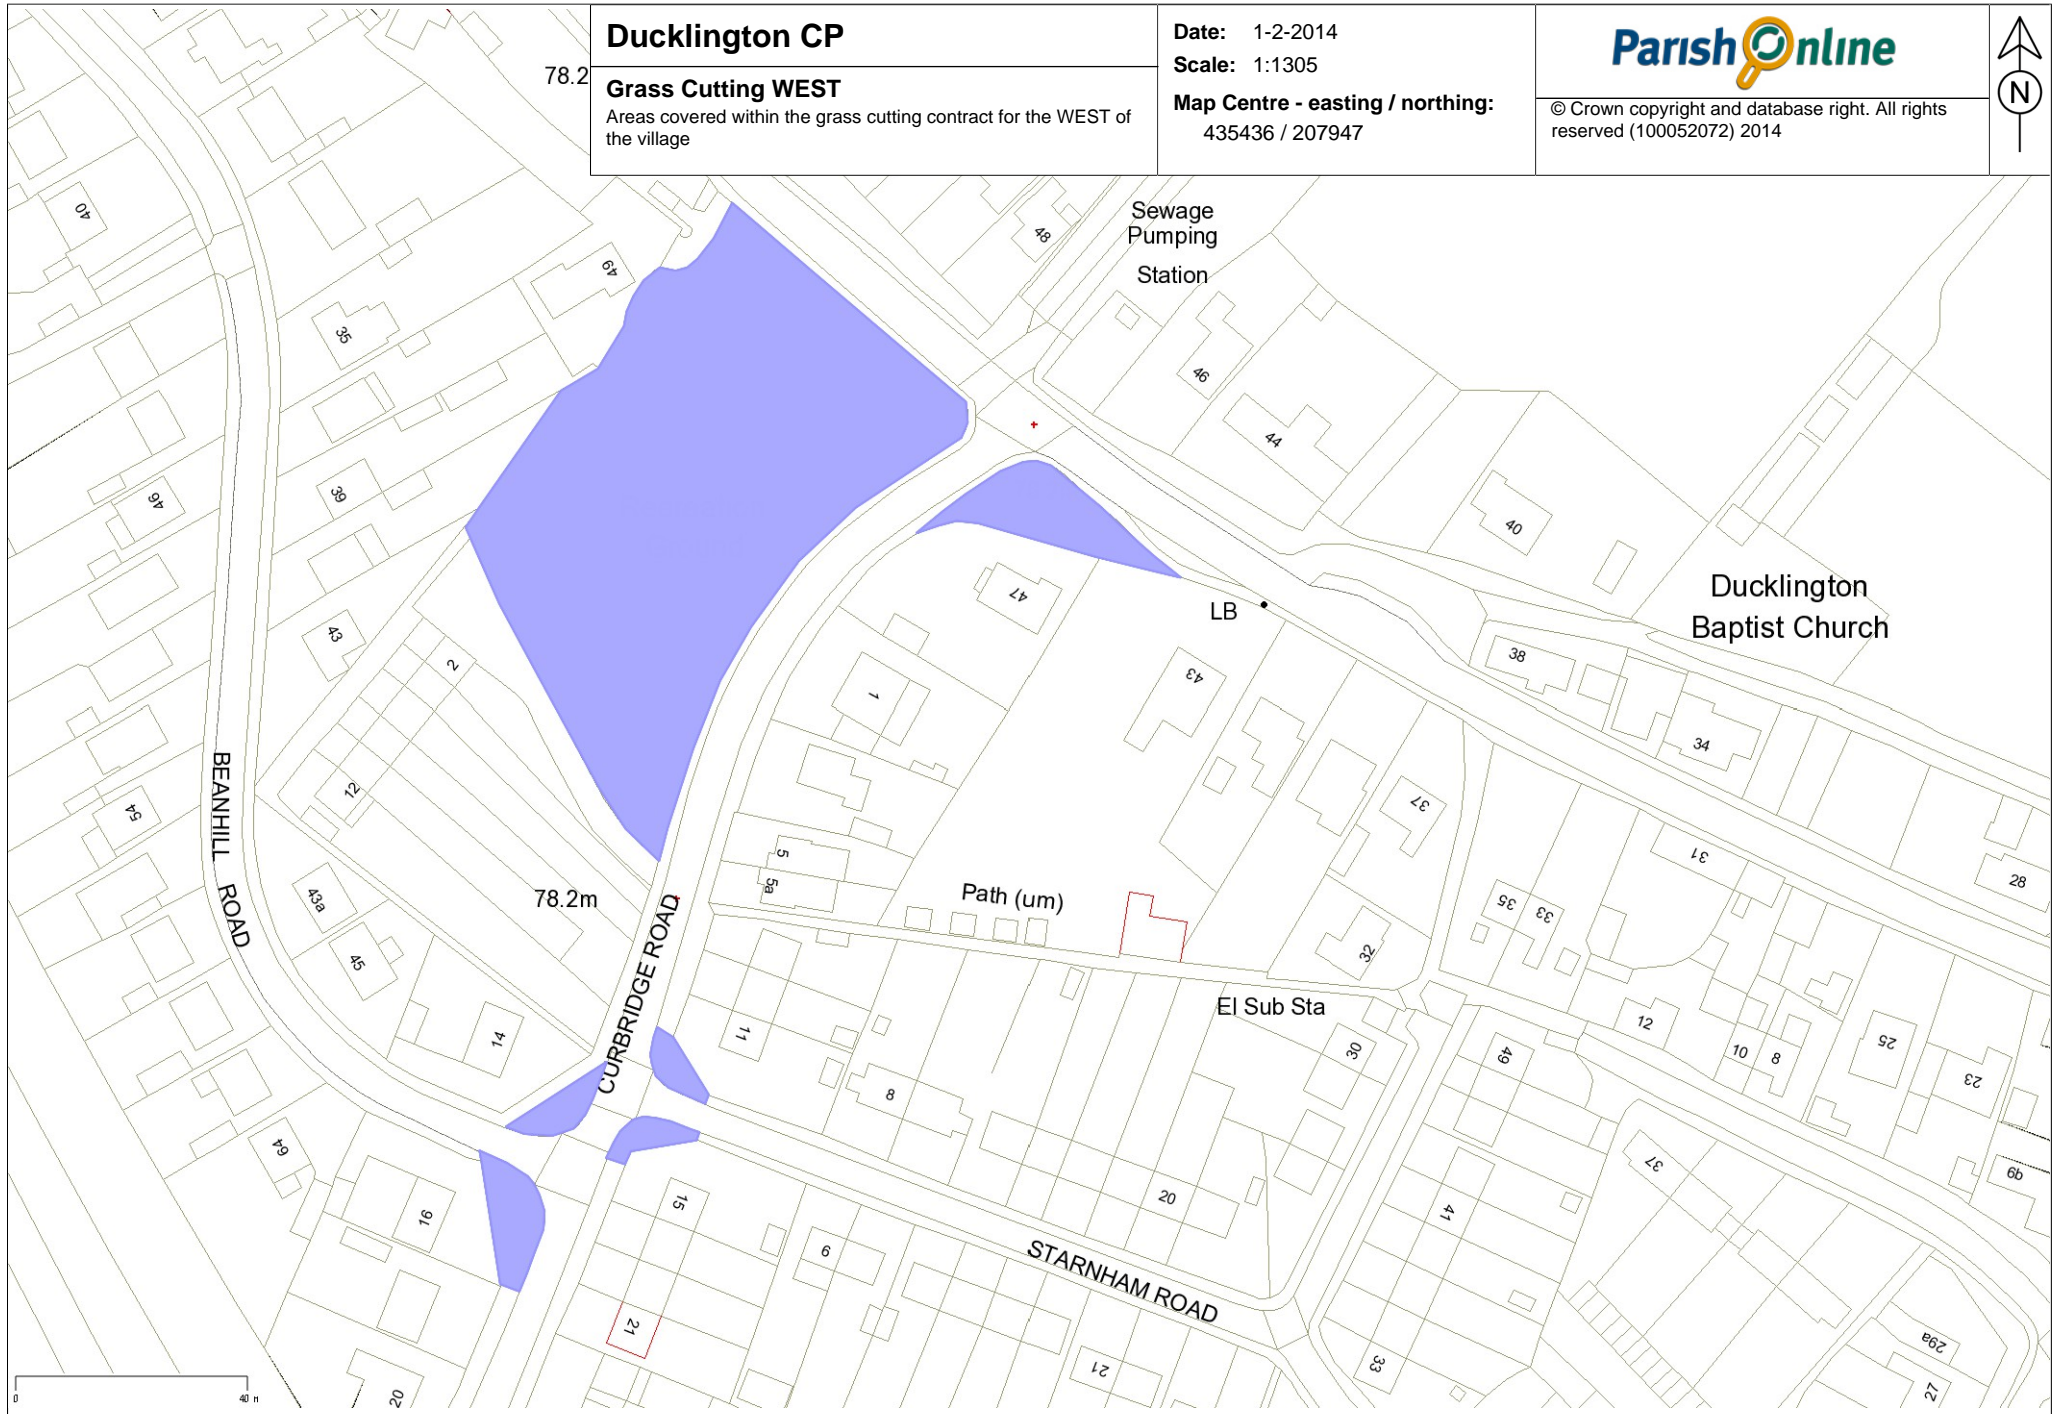 Ducklington CP
Grass Cutting WEST
Areas covered within the grass cutting contract for the WEST of
the village
Date: 1-2-2014
Scale: 1:1305
Map Centre - easting / northing:
435436 / 207947
Parish Online
© Crown copyright and database right. All rights
reserved (100052072) 2014
N
78.2
40
49
48
Sewage
Pumping
Station
35
46
44
46
39
40
47
Ducklington
Baptist Church
LB
43
2
43
1
38
34
12
54
37
31
28
BEANHILL ROAD
5
5a
43a
78.2m
Path (um)
35
33
45
32
CURBRIDGE ROAD
El Sub Sta
14
11
30
49
12
10
8
25
23
8
64
37
6b
16
15
20
41
9
STARNHAM ROAD
21
33
21
29a
27
20
0
40 m